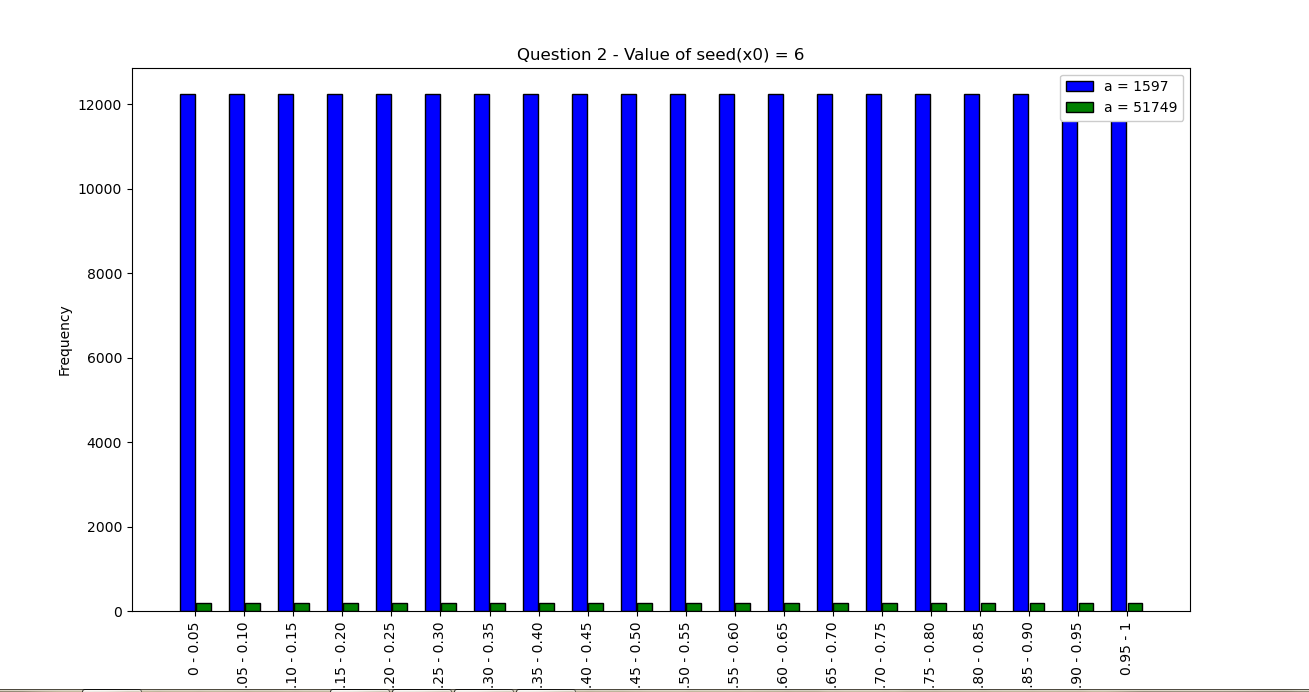 Question 2 - Value of seed(x0) = 6
a = 1597
a = 51749
12000
10000
8000
6000
4000
2000
0
Frequency
0 - 0.05
.05 - 0.10
.10 - 0.15
.15 - 0.20
.20 - 0.25
.25 - 0.30
.30 - 0.35
.35 - 0.40
.40 - 0.45
.45 - 0.50
.50 - 0.55
.55 - 0.60
.60 - 0.65
.65 - 0.70
.70 - 0.75
.75 - 0.80
.80 - 0.85
.85 - 0.90
.90 - 0.95
0.95 - 1